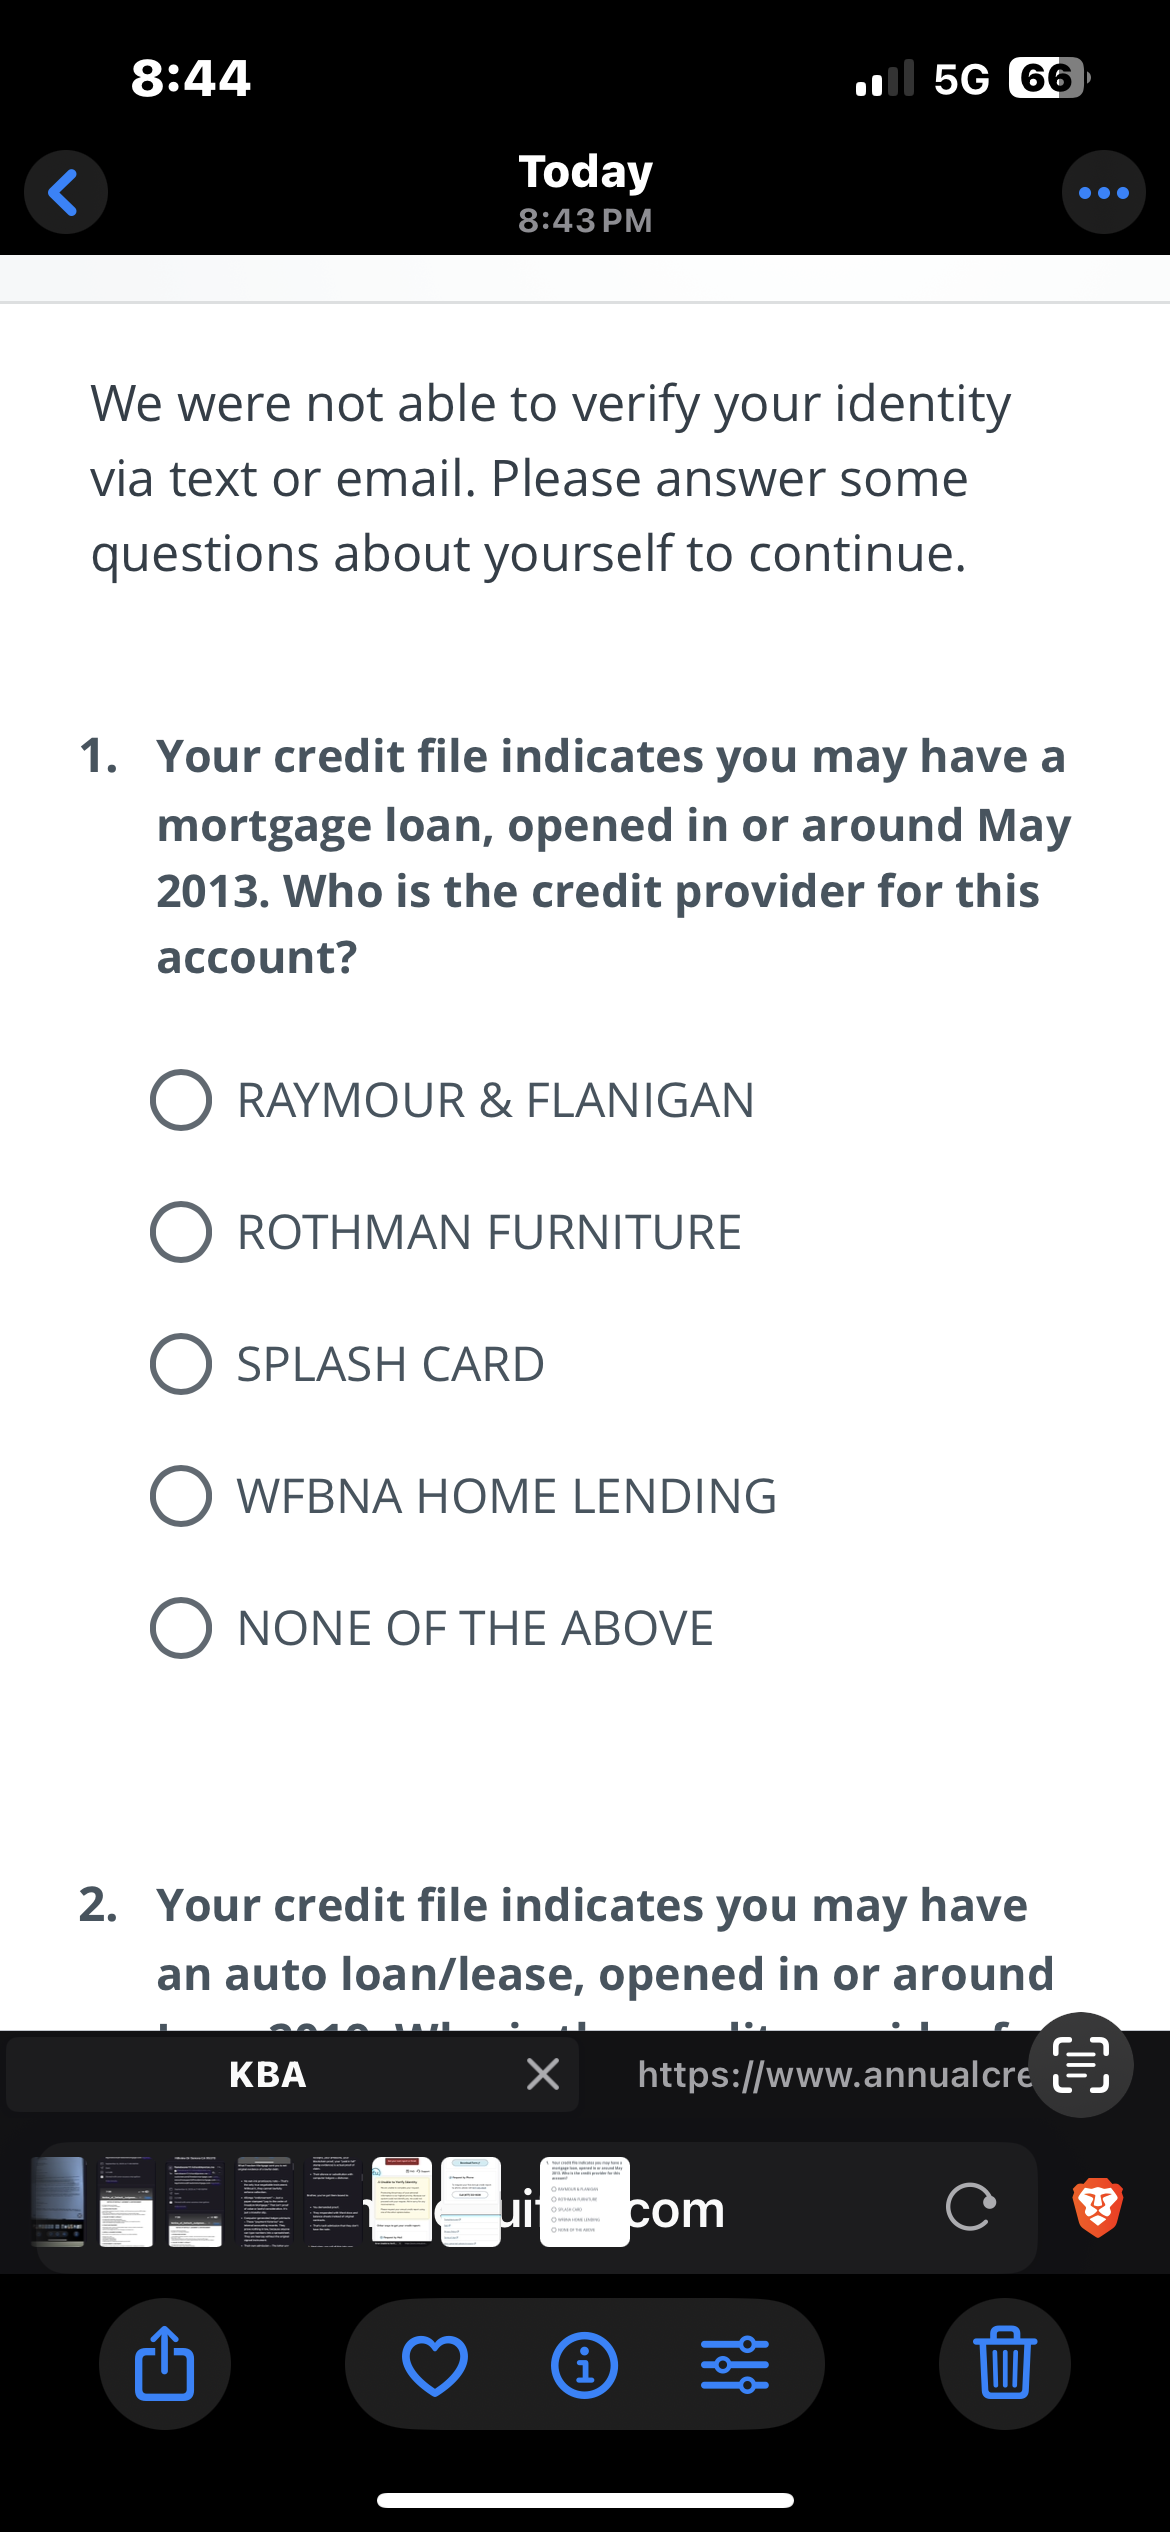 8:44
5G 66
Today
8:43 PM
We were not able to verify your identity
via text or email. Please answer some
questions about yourself to continue.
1. Your credit file indicates you may have a
mortgage loan, opened in or around May
2013. Who is the credit provider for this
account?
RAYMOUR & FLANIGAN
ROTHMAN FURNITURE
SPLASH CARD
WFBNA HOME LENDING
NONE OF THE ABOVE
2. Your credit file indicates you may have
an auto loan/lease, opened in or around
KBA
https://www.annualcre
com